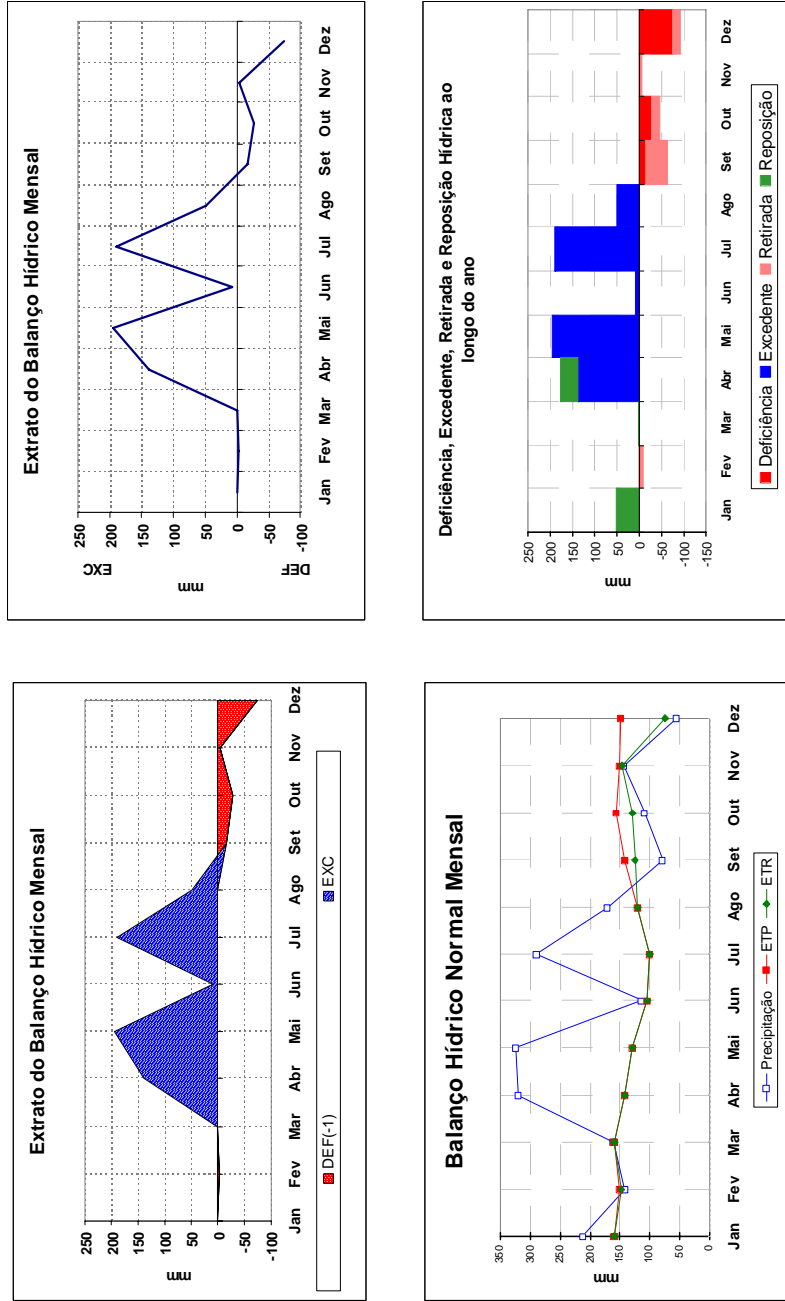 Extrato do Balanço Hídrico Mensal
250
200
150
100
50
0
-50
-100
mm
Jan Fev Mar Abr Mai Jun Jul Ago Set Out Nov Dez
DEF(-1) EXC
Extrato do Balanço Hídrico Mensal
250
200
150
100
50
0
-50
-100
EXC
mm
DEF
Jan Fev Mar Abr Mai Jun Jul Ago Set Out Nov Dez
Balanço Hídrico Normal Mensal
350
300
250
200
150
100
50
0
mm
Jan Fev Mar Abr Mai Jun Jul Ago Set Out Nov Dez
Precipitação ETP ETR
Deficiência, Excedente, Retirada e Reposição Hídrica ao
longo do ano
250
200
150
100
50
0
-50
-100
-150
mm
Jan Fev Mar Abr Mai Jun Jul Ago Set Out Nov Dez
Deficiência Excedente Retirada Reposição